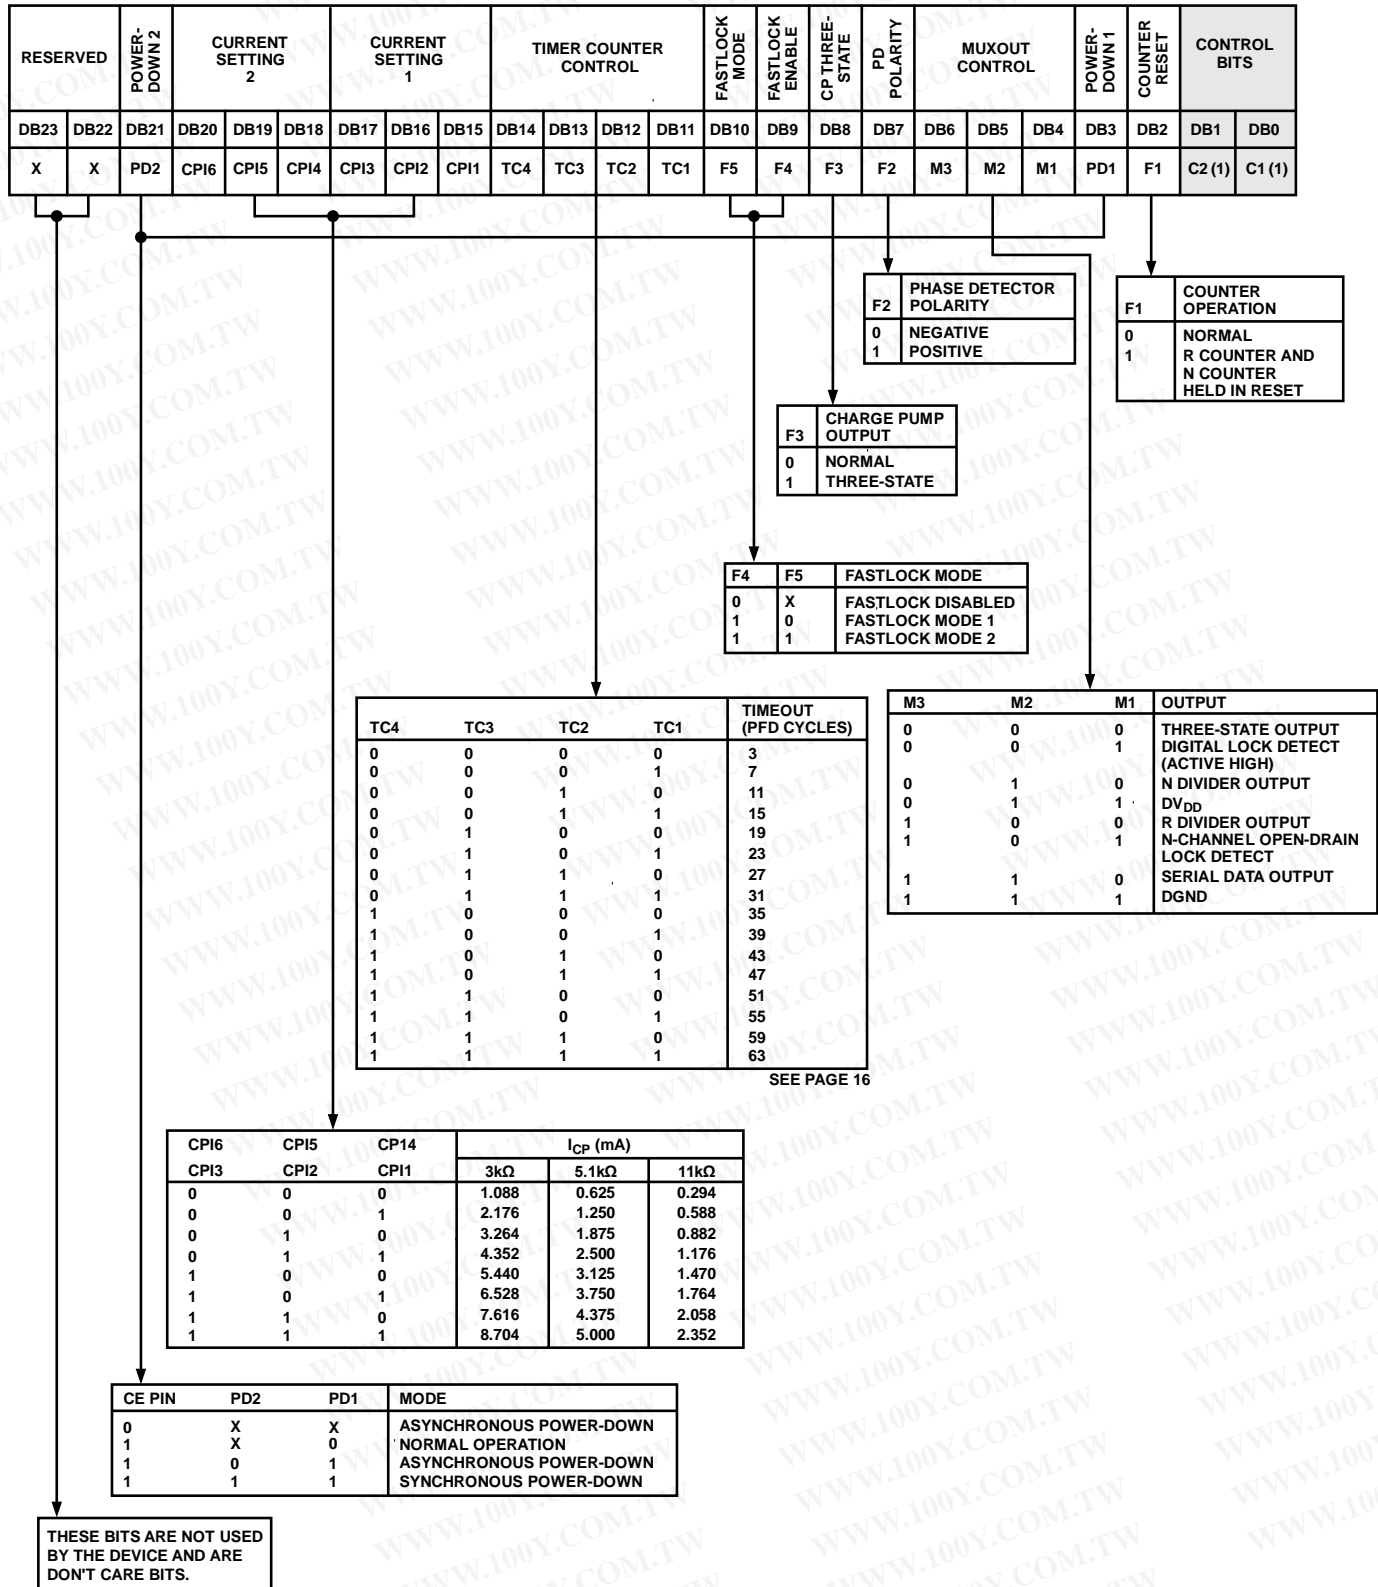 RESERVED
POWER-DOWN 2
CURRENT SETTING 2
CURRENT SETTING 1
TIMER COUNTER CONTROL
FASTLOCK MODE
FASTLOCK ENABLE
CP THREE-STATE
PD POLARITY
MUXOUT CONTROL
POWER-DOWN 1
COUNTER RESET
CONTROL BITS
DB23 DB22 DB21 DB20 DB19 DB18 DB17 DB16 DB15 DB14 DB13 DB12 DB11 DB10 DB9 DB8 DB7 DB6 DB5 DB4 DB3 DB2 DB1 DB0
X X PD2 CPI6 CPI5 CPI4 CPI3 CPI2 CPI1 TC4 TC3 TC2 TC1 F5 F4 F3 F2 M3 M2 M1 PD1 F1 C2 (1) C1 (1)
F2 PHASE DETECTOR POLARITY
0 NEGATIVE
1 POSITIVE
F1 COUNTER OPERATION
0 NORMAL
1 R COUNTER AND
N COUNTER
HELD IN RESET
F3 CHARGE PUMP OUTPUT
0 NORMAL
1 THREE-STATE
F4 F5 FASTLOCK MODE
0 X FASTLOCK DISABLED
1 0 FASTLOCK MODE 1
1 1 FASTLOCK MODE 2
TC4 TC3 TC2 TC1 TIMEOUT (PFD CYCLES)
0 0 0 0 3
0 0 0 1 7
0 0 1 0 11
0 0 1 1 15
0 1 0 0 19
0 1 0 1 23
0 1 1 0 27
0 1 1 1 31
1 0 0 0 35
1 0 0 1 39
1 0 1 0 43
1 0 1 1 47
1 1 0 0 51
1 1 0 1 55
1 1 1 0 59
1 1 1 1 63
SEE PAGE 16
M3 M2 M1 OUTPUT
0 0 0 THREE-STATE OUTPUT
0 0 1 DIGITAL LOCK DETECT
(ACTIVE HIGH)
0 1 0 N DIVIDER OUTPUT
0 1 1 DVDD
1 0 0 R DIVIDER OUTPUT
1 0 1 N-CHANNEL OPEN-DRAIN
LOCK DETECT
1 1 0 SERIAL DATA OUTPUT
1 1 1 DGND
CPI6 CPI5 CP14 ICP (mA)
CPI3 CPI2 CPI1 3kΩ 5.1kΩ 11kΩ
0 0 0 1.088 0.625 0.294
0 0 1 2.176 1.250 0.588
0 1 0 3.264 1.875 0.882
0 1 1 4.352 2.500 1.176
1 0 0 5.440 3.125 1.470
1 0 1 6.528 3.750 1.764
1 1 0 7.616 4.375 2.058
1 1 1 8.704 5.000 2.352
CE PIN PD2 PD1 MODE
0 X X ASYNCHRONOUS POWER-DOWN
1 X 0 NORMAL OPERATION
1 0 1 ASYNCHRONOUS POWER-DOWN
1 1 1 SYNCHRONOUS POWER-DOWN
THESE BITS ARE NOT USED
BY THE DEVICE AND ARE
DON'T CARE BITS.
WWW.100Y.COM.TW